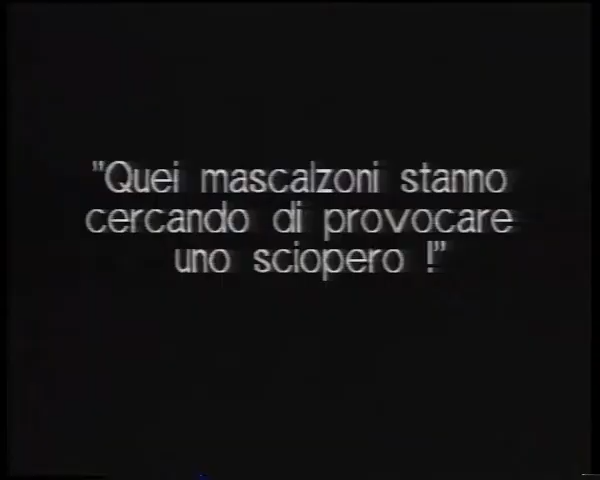 "Quei mascalzoni stanno
cercando di provocare
uno sciopero !"